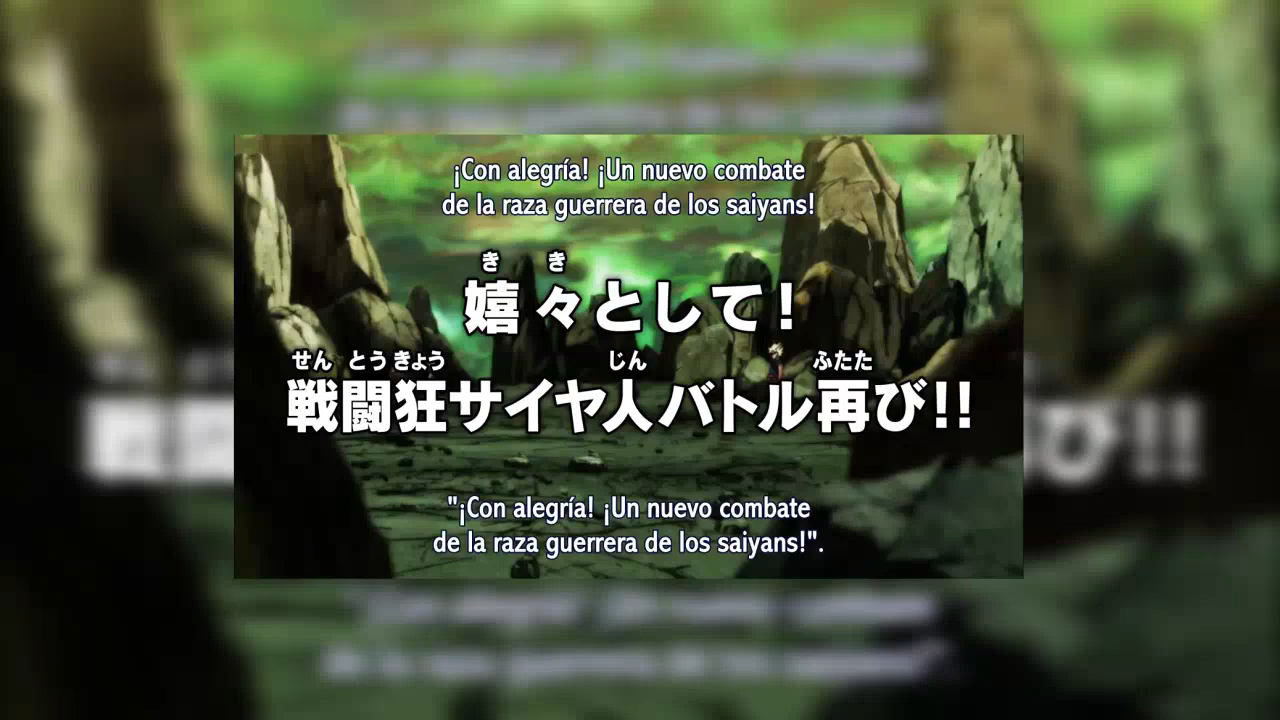 ¡Con alegría! ¡Un nuevo combate
de la raza guerrera de los saiyans!
き き
嬉々として!
せん とう きょう じん ふたた
戦闘狂サイヤ人バトル再び!!
"¡Con alegría! ¡Un nuevo combate
de la raza guerrera de los saiyans!".